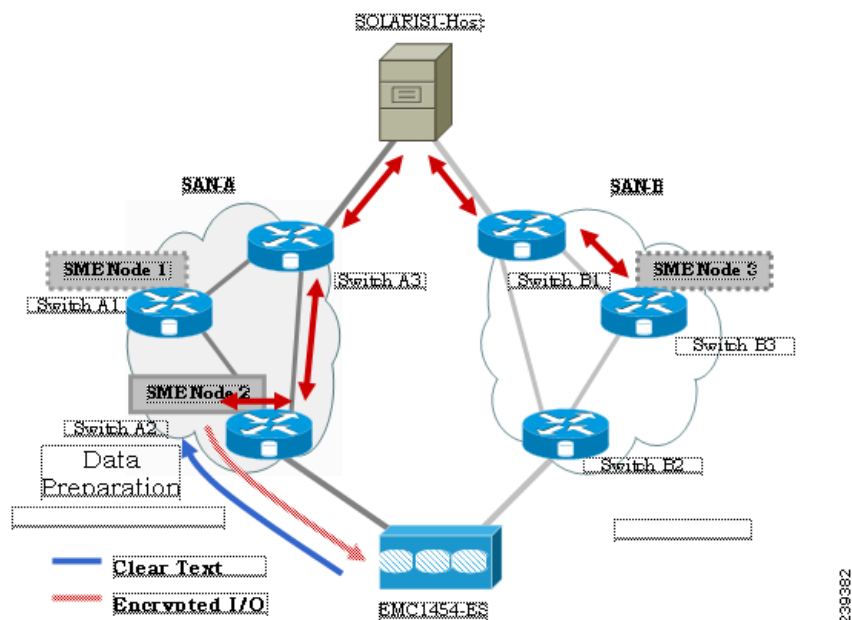 SOLARIS1-Host
SAN-A
SAN-B
SME Node 1
SME Node 3
Switch A3
Switch B1
Switch A1
Switch B3
SME Node 2
Switch A2
Switch B2
Data
Preparation
Clear Text
Encrypted I/O
EMC1454-ES
239382